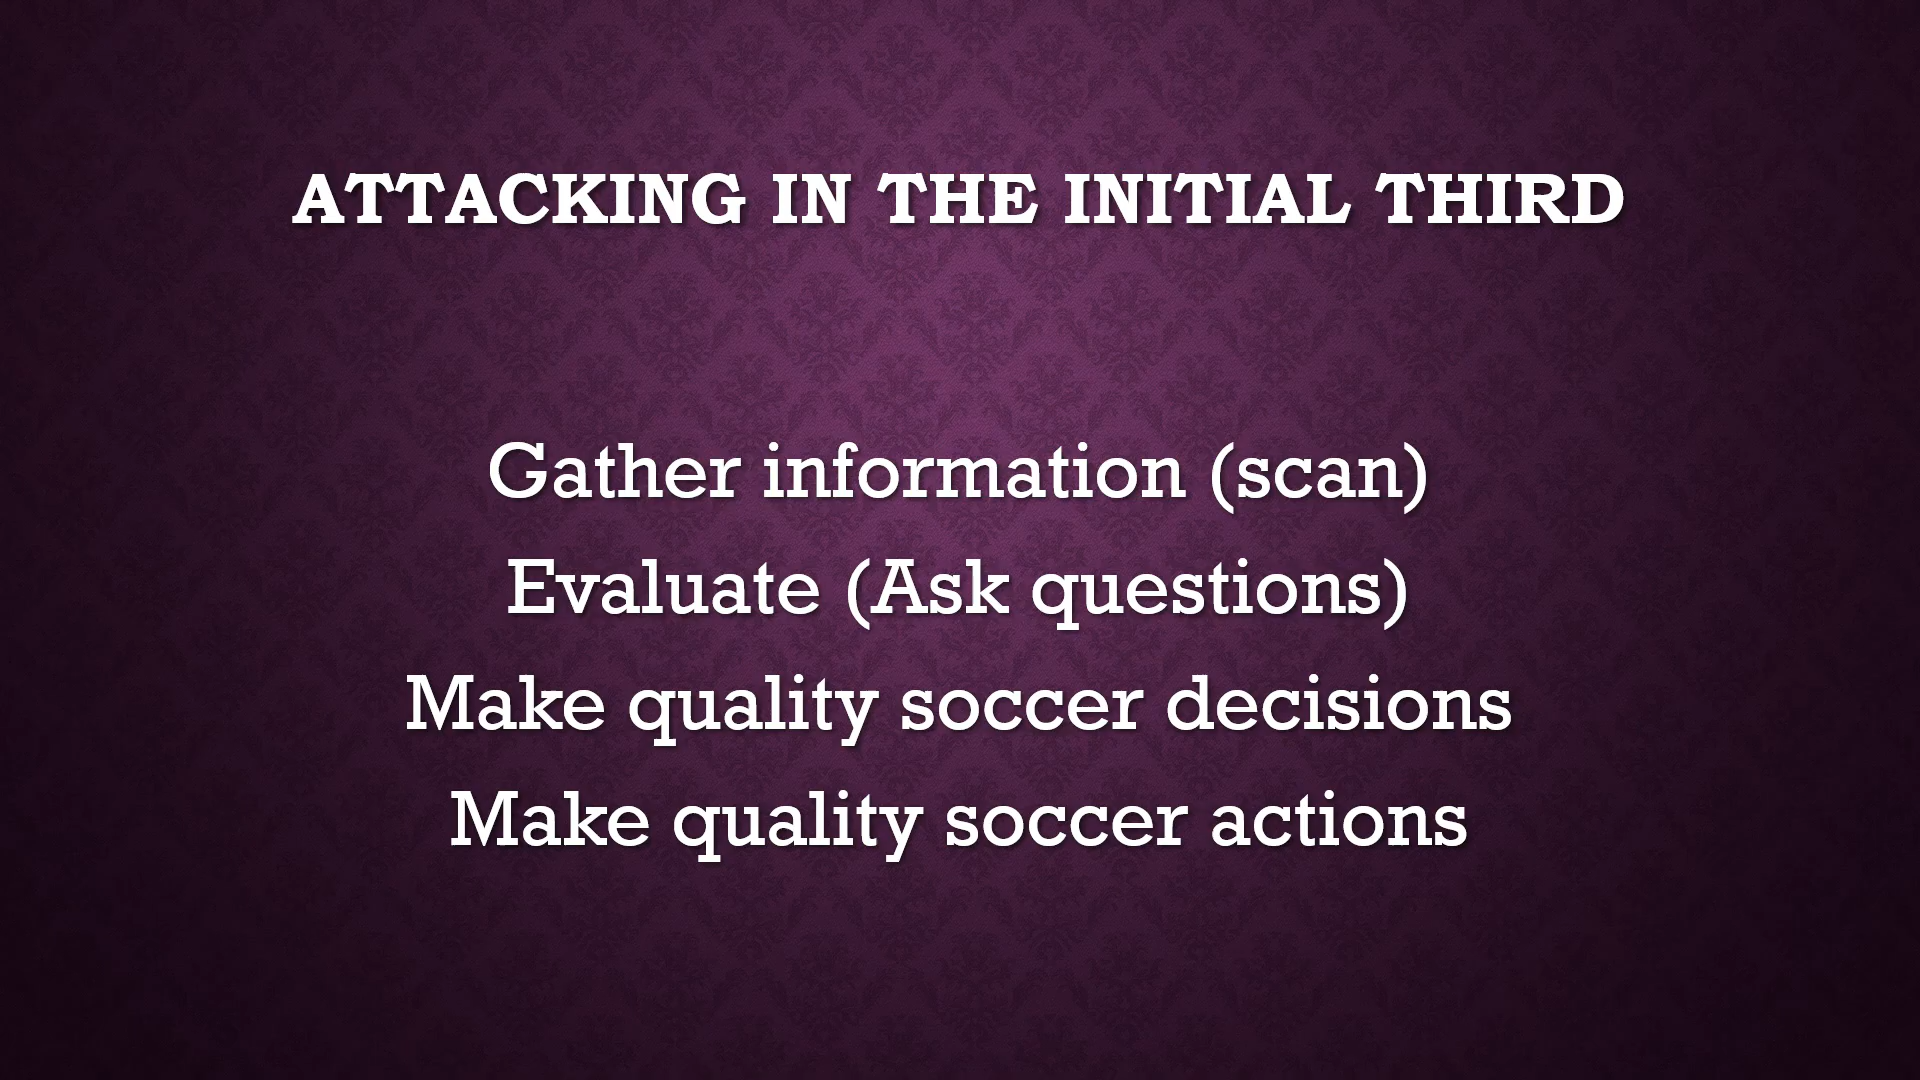 ATTACKING IN THE INITIAL THIRD
Gather information (scan)
Evaluate (Ask questions)
Make quality soccer decisions
Make quality soccer actions